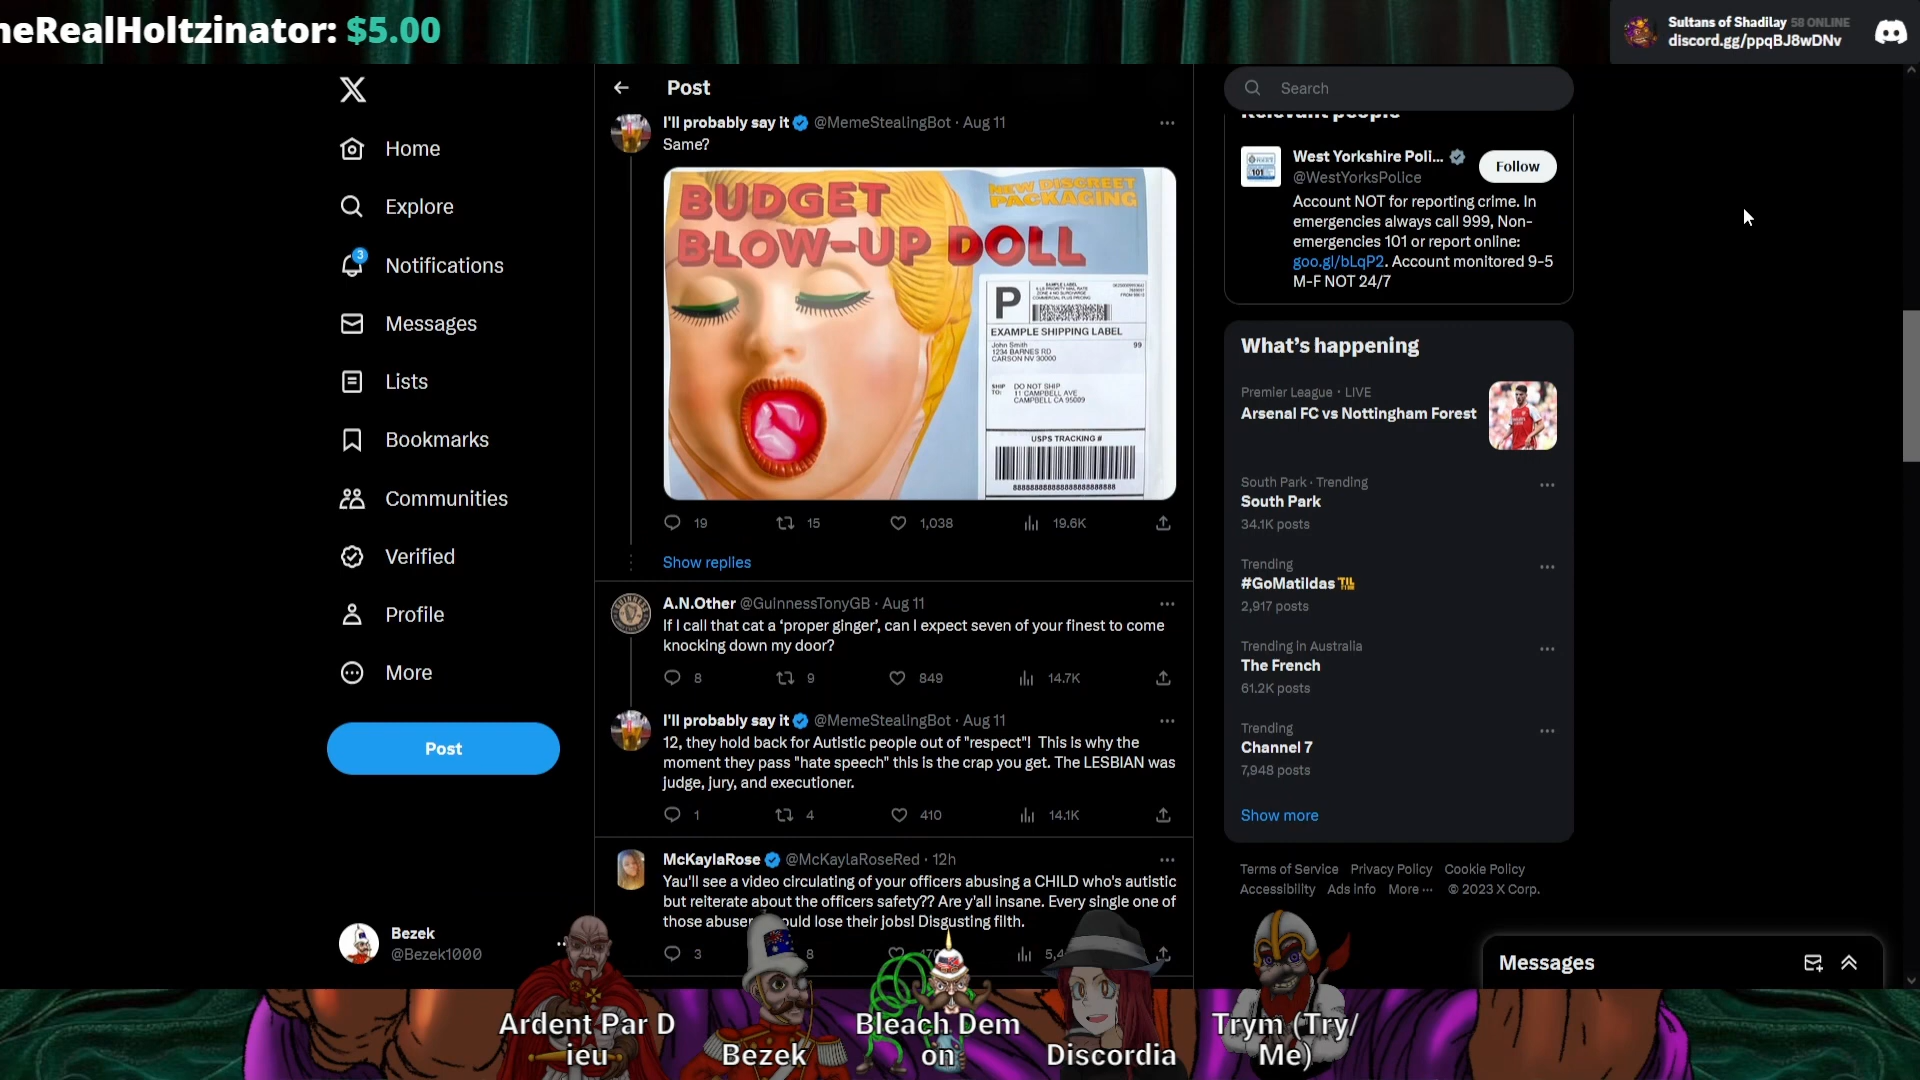 neRealHoltzinator: $5.00
Sultans of Shadilay 58 ONLINE
discord.gg/ppqBJ8wDNv
Home
Explore
3
Notifications
Messages
Lists
Bookmarks
Communities
Verified
Profile
More
Post
Bezek
@Bezek1000
Post
I'll probably say it @MemeStealingBot · Aug 11
Same?
BUDGET
BLOW-UP DOLL
NEW DISCREET
PACKAGING
P
SAMPLE LABEL
EXAMPLE SHIPPING LABEL
John Smith
99
1234 BARNES RD
CARSON NV 30000
SHIP
TO:
DO NOT SHIP
11 CAMPBELL AVE
CAMPBELL CA 95009
USPS TRACKING #
19 15 1,038 19.6K
Show replies
A.N.Other @GuInnessTonyGB · Aug 11
If I call that cat a ‘proper ginger’, can I expect seven of your finest to come
knocking down my door?
8 9 849 14.7K
I'll probably say it @MemeStealingBot · Aug 11
12, they hold back for Autistic people out of "respect"! This is why the
moment they pass "hate speech" this is the crap you get. The LESBIAN was
judge, jury, and executioner.
1 4 410 14.1K
McKaylaRose @McKaylaRoseRed · 12h
Yau'll see a video circulating of your officers abusing a CHILD who's autistic
but reiterate about the officers safety?? Are y'all insane. Every single one of
those abuser ould lose their jobs! Disgusting filth.
3 8
Search
Relevant people
West Yorkshire Poli...
@WestYorksPolice
Follow
Account NOT for reporting crime. In
emergencies always call 999, Non-
emergencies 101 or report online:
goo.gl/bLqP2. Account monitored 9-5
M-F NOT 24/7
What’s happening
Premier League · LIVE
Arsenal FC vs Nottingham Forest
South Park · Trending
South Park
34.1K posts
Trending
#GoMatildas
2,917 posts
Trending in Australia
The French
61.2K posts
Trending
Channel 7
7,948 posts
Show more
Terms of Service Privacy Policy Cookie Policy
Accessibility Ads info More ··· © 2023 X Corp.
Messages
Ardent Par D
ieu
Bezek
Bleach Dem
on
Discordia
Trym (Try/
Me)